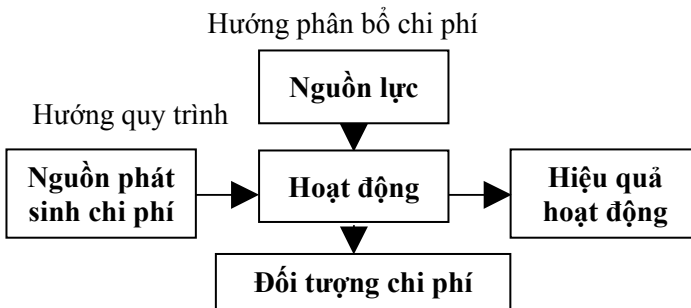 Hướng phân bổ chi phí
Nguồn lực
Hướng quy trình
Nguồn phát
sinh chi phí
Hoạt động
Hiệu quả
hoạt động
Đối tượng chi phí